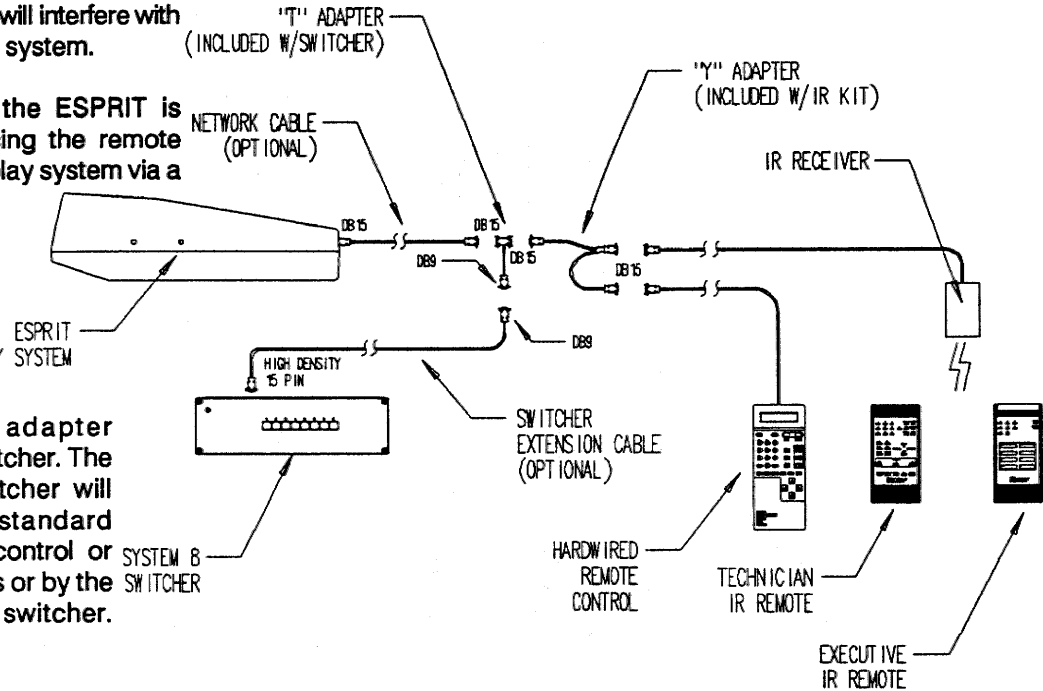 will interfere with
system.
the ESPRIT is
cing the remote
play system via a
"T" ADAPTER
(INCLUDED W/SWITCHER)
"Y" ADAPTER
(INCLUDED W/IR KIT)
NETWORK CABLE
(OPTIONAL)
IR RECEIVER
DB15
DB15
DB15
DB9
DB15
DB9
ESPRIT
Y SYSTEM
HIGH DENSITY
15 PIN
SWITCHER
EXTENSION CABLE
(OPTIONAL)
adapter
tcher. The
tcher will
standard
control or
s or by the
switcher.
SYSTEM 8
SWITCHER
HARDWIRED
REMOTE
CONTROL
TECHNICIAN
IR REMOTE
EXECUTIVE
IR REMOTE